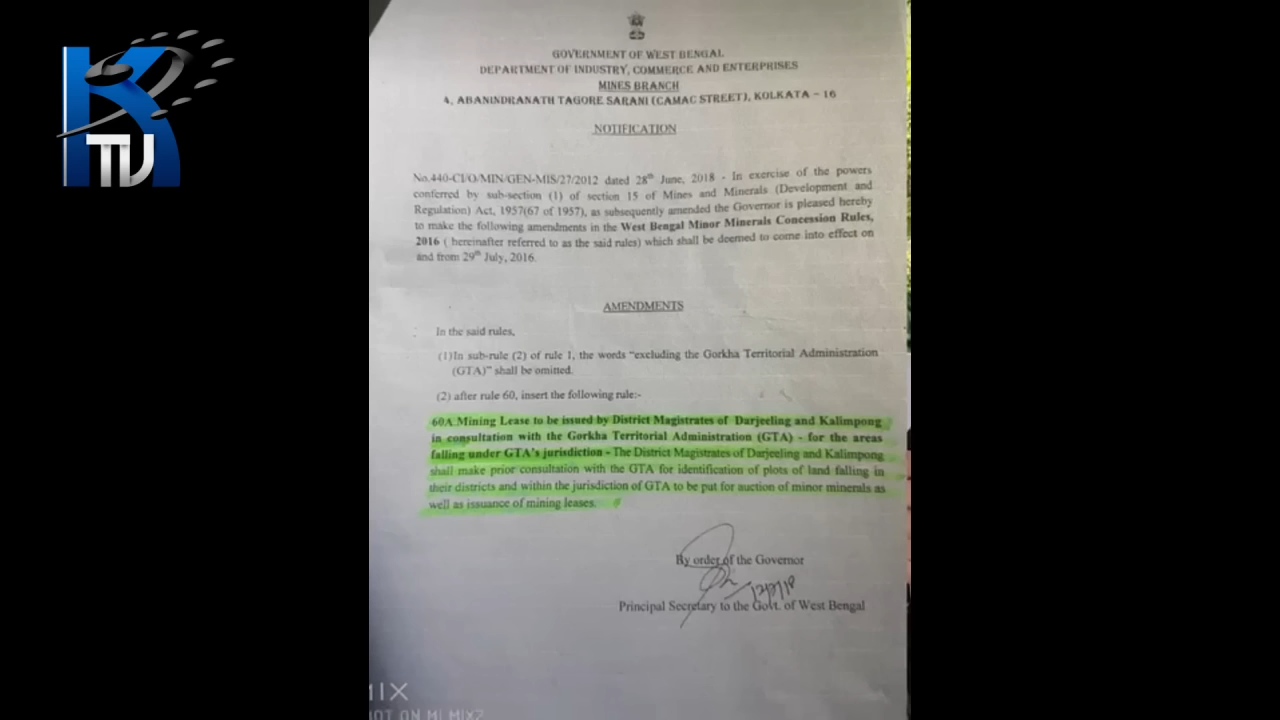 K TV
GOVERNMENT OF WEST BENGAL
DEPARTMENT OF INDUSTRY, COMMERCE AND ENTERPRISES
MINES BRANCH
4, ABANINDRANATH TAGORE SARANI (CAMAC STREET), KOLKATA – 16
NOTIFICATION
No.440-CI/O/MIN/GEN-MIS/27/2012 dated 28th June, 2018 - In exercise of the powers
conferred by sub-section (1) of section 15 of Mines and Minerals (Development and
Regulation) Act, 1957(67 of 1957), as subsequently amended the Governor is pleased hereby
to make the following amendments in the West Bengal Minor Minerals Concession Rules,
2016 ( hereinafter referred to as the said rules) which shall be deemed to come into effect on
and from 29th July, 2016.
AMENDMENTS
In the said rules,
(1)In sub-rule (2) of rule 1, the words “excluding the Gorkha Territorial Administration
(GTA)” shall be omitted.
(2) after rule 60, insert the following rule:-
60A.Mining Lease to be issued by District Magistrates of Darjeeling and Kalimpong
in consultation with the Gorkha Territorial Administration (GTA) - for the areas
falling under GTA's jurisdiction - The District Magistrates of Darjeeling and Kalimpong
shall make prior consultation with the GTA for identification of plots of land falling in
their districts and within the jurisdiction of GTA to be put for auction of minor minerals as
well as issuance of mining leases.
By order of the Governor
Principal Secretary to the Govt. of West Bengal
MIX